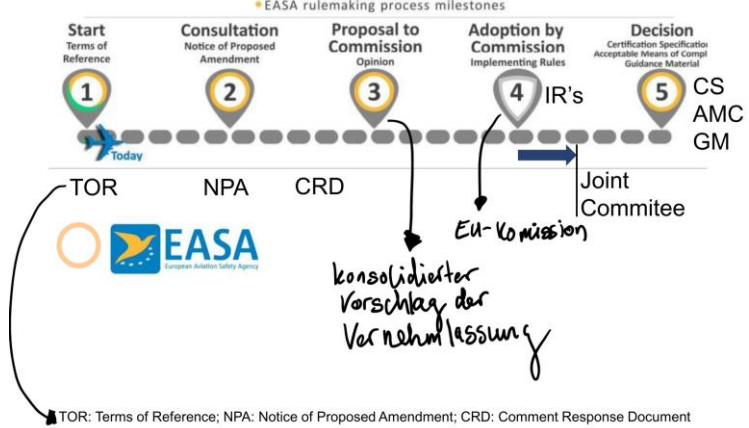 EASA rulemaking process milestones
Start
Terms of
Reference
Consultation
Notice of Proposed
Amendment
Proposal to
Commission
Opinion
Adoption by
Commission
Implementing Rules
Decision
Certification Specification
Acceptable Means of Compl
Guidance Material
1
2
3
4
IR's
5
CS
AMC
GM
Today
TOR
NPA
CRD
Joint
Commitee
EASA
European Aviation Safety Agency
EU-Komission
konsolidierter
Vorschlag der
Vernehmlassung
TOR: Terms of Reference; NPA: Notice of Proposed Amendment; CRD: Comment Response Document